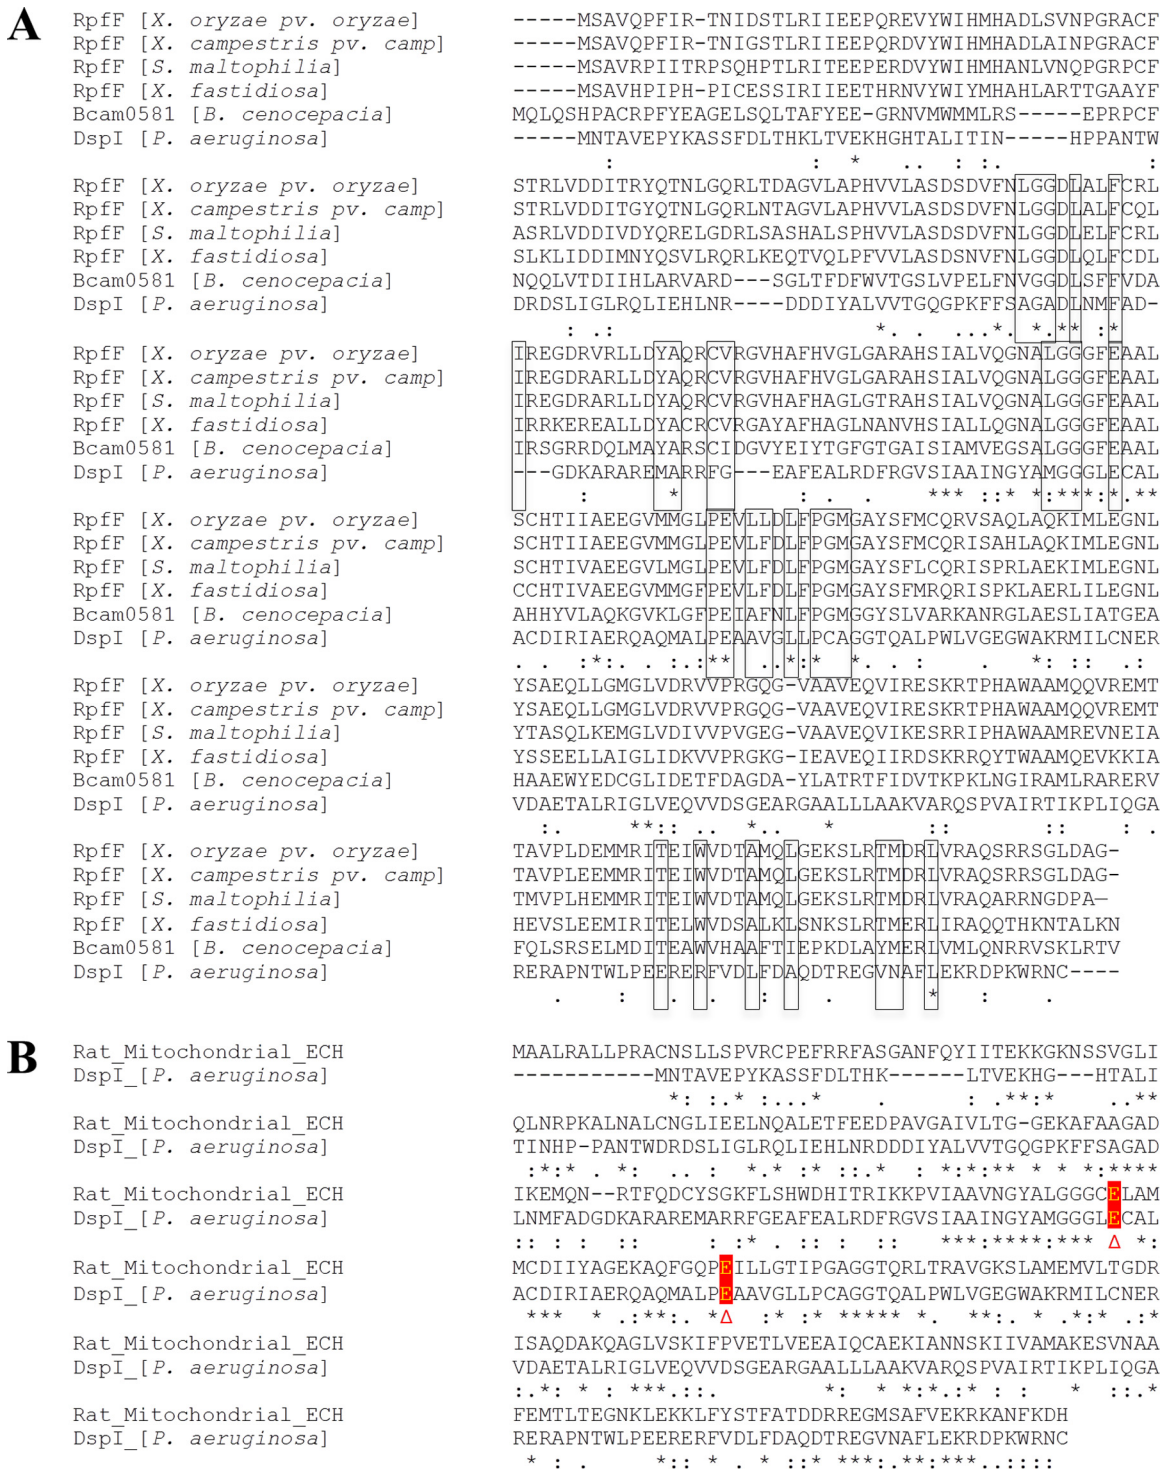 A
RpfF [X. oryzae pv. oryzae] -----MSAVQPFIR-TNIDSTLRIIEEPQREVYWIHMHADLSVNPGRACF
RpfF [X. campestris pv. camp] -----MSAVQPFIR-TNIGSTLRIIEEPQRDVYWIHMHADLAINPGRACF
RpfF [S. maltophilia] -----MSAVRPIITRPSQHPTLRITEEPERDVYWIHMHANLVNQPGRPCF
RpfF [X. fastidiosa] -----MSAVHPIPH-PICESSIRIIEETHRNVYWIYMHAHLARTTGAAYF
Bcam0581 [B. cenocepacia] MQLQSHPACRPFYEAGELSQLTAFYEE-GRNVMWMMLRS-----EPRPCF
DspI [P. aeruginosa] -----MNTAVEPYKASSFDLTHKLTVEKHGHTALITIN-----HPPANTW
: : * .. : :.
RpfF [X. oryzae pv. oryzae] STRLVDDITRYQTNLGQRLTDAGVLAPHVVLASDSDVFNLGGDLALFCRL
RpfF [X. campestris pv. camp] STRLVDDITGYQTNLGQRLNTAGVLAPHVVLASDSDVFNLGGDLALFCQL
RpfF [S. maltophilia] ASRLVDDIVDYQRELGDRLSASHALSPHVVLASDSDVFNLGGDLELFCRL
RpfF [X. fastidiosa] SLKLIDDIMNYQSVLRQRLKEQTVQLPFVVLASDSNVFNLGGDLQLFCDL
Bcam0581 [B. cenocepacia] NQQLVTDIIHLARVARD---SGLTFDFWVTGSLVPELFNVGGDLSFFVDA
DspI [P. aeruginosa] DRDSLIGLRQLIEHLNR----DDDIYALVVTGQGPKFFSAGADLNMFAD-
: .: *. ...*. *.** :*
RpfF [X. oryzae pv. oryzae] IREGDRVRLLDYAQRCVRGVHAFHVGLGARAHSIALVQGNALGGGFEAAL
RpfF [X. campestris pv. camp] IREGDRARLLDYAQRCVRGVHAFHVGLGARAHSIALVQGNALGGGFEAAL
RpfF [S. maltophilia] IREGDRARLLDYAQRCVRGVHAFHAGLGTRAHSIALVQGNALGGGFEAAL
RpfF [X. fastidiosa] IRRKEREALLDYACRCVRGAYAFHAGLNANVHSIALLQGNALGGGFEAAL
Bcam0581 [B. cenocepacia] IRSGRRDQLMAYARSCIDGVYEIYTGFGTGAISIAMVEGSALGGGFEAAL
DspI [P. aeruginosa] ---GDKARAREMARRFG---EAFEALRDFRGVSIAAINGYAMGGGLECAL
: * : . . *** ::* *:***:*.**
RpfF [X. oryzae pv. oryzae] SCHTIIAEEGVMMGLPEVLLDLFPGMGAYSFMCQRVSAQLAQKIMLEGNL
RpfF [X. campestris pv. camp] SCHTIIAEEGVMMGLPEVLFDLFPGMGAYSFMCQRISAHLAQKIMLEGNL
RpfF [S. maltophilia] SCHTIVAEEGVLMGLPEVLFDLFPGMGAYSFLCQRISPRLAEKIMLEGNL
RpfF [X. fastidiosa] CCHTIVAEEGVMMGFPEVLFDLFPGMGAYSFMRQRISPKLAERLILEGNL
Bcam0581 [B. cenocepacia] AHHYVLAQKGVKLGFPEIAFNLFPGMGGYSLVARKANRGLAESLIATGEA
DspI [P. aeruginosa] ACDIRIAERQAQMALPEAAVGLLPCAGGTQALPWLVGEGWAKRMILCNER
. . :*:. . .:** ..*:* *. . : . *: :: .:
RpfF [X. oryzae pv. oryzae] YSAEQLLGMGLVDRVVPRGQG-VAAVEQVIRESKRTPHAWAAMQQVREMT
RpfF [X. campestris pv. camp] YSAEQLLGMGLVDRVVPRGQG-VAAVEQVIRESKRTPHAWAAMQQVREMT
RpfF [S. maltophilia] YTASQLKEMGLVDIVVPVGEG-VAAVEQVIKESRRIPHAWAAMREVNEIA
RpfF [X. fastidiosa] YSSEELLAIGLIDKVVPRGKG-IEAVEQIIRDSKRRQYTWAAMQEVKKIA
Bcam0581 [B. cenocepacia] HAAEWYEDCGLIDETFDAGDA-YLATRTFIDVTKPKLNGIRAMLRARERV
DspI [P. aeruginosa] VDAETALRIGLVEQVVDSGEARGAALLLAAKVARQSPVAIRTIKPLIQGA
:. **:: .. *.. * :: :: : .
RpfF [X. oryzae pv. oryzae] TAVPLDEMMRITEIWVDTAMQLGEKSLRTMDRLVRAQSRRSGLDAG-
RpfF [X. campestris pv. camp] TAVPLEEMMRITEIWVDTAMQLGEKSLRTMDRLVRAQSRRSGLDAG-
RpfF [S. maltophilia] TMVPLHEMMRITEIWVDTAMQLGEKSLRTMDRLVRAQARRNGDPA—
RpfF [X. fastidiosa] HEVSLEEMIRITELWVDSALKLSNKSLRTMERLIRAQQTHKNTALKN
Bcam0581 [B. cenocepacia] FQLSRSELMDITEAWVHAAFTIEPKDLAYMERLVMLQNRRVSKLRTV
DspI [P. aeruginosa] RERAPNTWLPEERERFVDLFDAQDTREGVNAFLEKRDPKWRNC----
. : . . : . * : .
B
Rat_Mitochondrial_ECH MAALRALLPRACNSLLSPVRCPEFRRFASGANFQYIITEKKGKNSSVGLI
DspI_[P. aeruginosa] -----------MNTAVEPYKASSFDLTHK------LTVEKHG---HTALI
*: :.* :...* . .**:* ..**
Rat_Mitochondrial_ECH QLNRPKALNALCNGLIEELNQALETFEEDPAVGAIVLTG-GEKAFAAGAD
DspI_[P. aeruginosa] TINHP-PANTWDRDSLIGLRQLIEHLNRDDDIYALVVTGQGPKFFSAGAD
:*:* . *: . : *.* :* ::.* : *:*:** * * *:****
Rat_Mitochondrial_ECH IKEMQN--RTFQDCYSGKFLSHWDHITRIKKPVIAAVNGYALGGGCELAM
DspI_[P. aeruginosa] LNMFADGDKARAREMARRFGEAFEALRDFRGVSIAAINGYAMGGGLECAL
:: : : :: : :* . :: : :: ***:****:*** Δ *:
Rat_Mitochondrial_ECH MCDIIYAGEKAQFGQPEILLGTIPGAGGTQRLTRAVGKSLAMEMVLTGDR
DspI_[P. aeruginosa] ACDIRIAERQAQMALPEAAVGLLPCAGGTQALPWLVGEGWAKRMILCNER
*** * .:**:. *Δ :* :* ***** * **:. * .*:* .:*
Rat_Mitochondrial_ECH ISAQDAKQAGLVSKIFPVETLVEEAIQCAEKIANNSKIIVAMAKESVNAA
DspI_[P. aeruginosa] VDAETALRIGLVEQVVDSGEARGAALLLAAKVARQSPVAIRTIKPLIQGA
:.*: * : ***.::. *: * *:*.:* : : * ::.*
Rat_Mitochondrial_ECH FEMTLTEGNKLEKKLFYSTFATDDRREGMSAFVEKRKANFKDH
DspI_[P. aeruginosa] RERAPNTWLPEERERFVDLFDAQDTREGVNAFLEKRDPKWRNC
* : . *:: * . * ::* ***:.**:***..::::